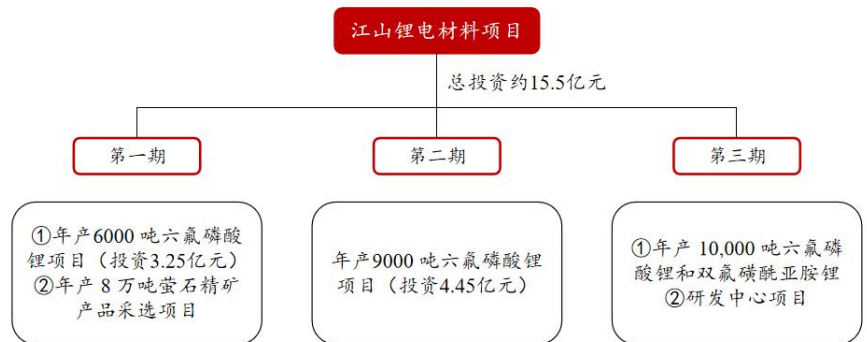 江山锂电材料项目
总投资约15.5亿元
第一期
第二期
第三期
①年产6000 吨六氟磷酸
锂项目（投资3.25亿元）
②年产 8 万吨萤石精矿
产品采选项目
年产9000 吨六氟磷酸锂
项目（投资4.45亿元）
①年产 10,000 吨六氟磷
酸锂和双氟磺酰亚胺锂
②研发中心项目